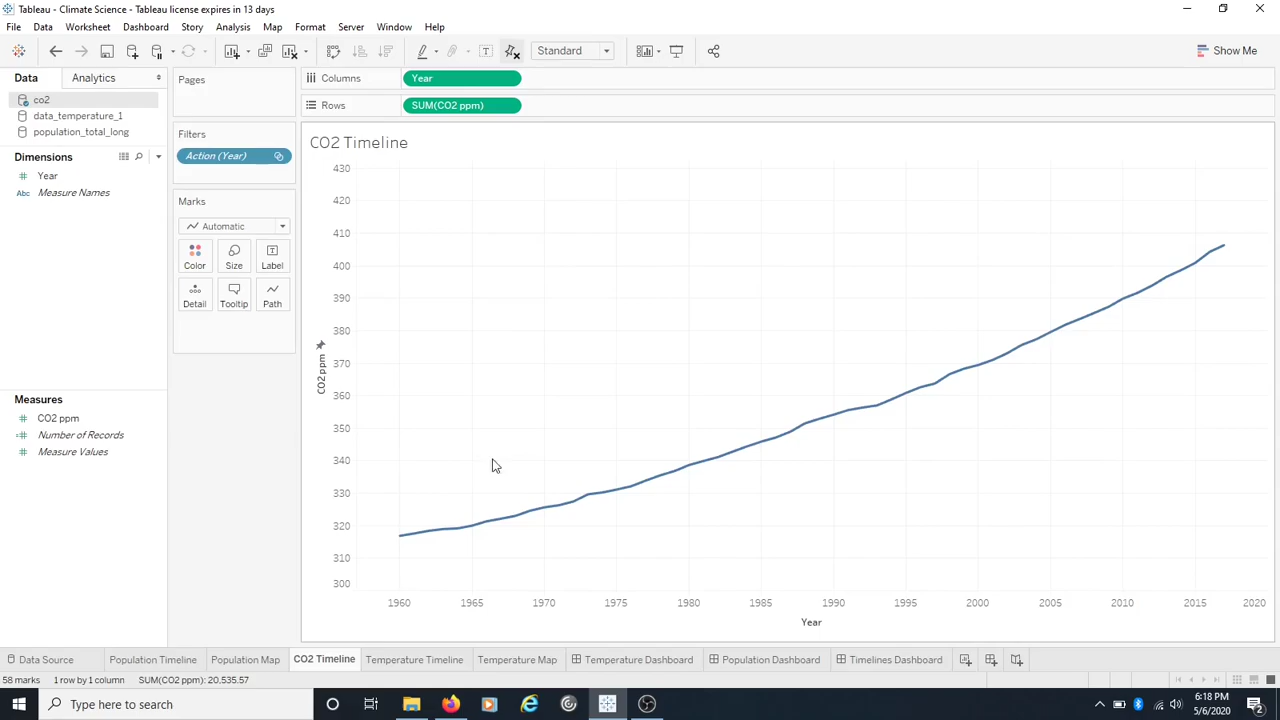 Tableau - Climate Science - Tableau license expires in 13 days
File Data Worksheet Dashboard Story Analysis Map Format Server Window Help
Standard
Show Me
Data Analytics
co2
data_temperature_1
population_total_long
Dimensions
Year
Abc Measure Names
Measures
CO2 ppm
Number of Records
Measure Values
Pages
Filters
Action (Year)
Marks
Automatic
Color Size Label
Detail Tooltip Path
Columns Year
Rows SUM(CO2 ppm)
CO2 Timeline
430
420
410
400
390
380
370
360
350
340
330
320
310
300
CO2 ppm
1960 1965 1970 1975 1980 1985 1990 1995 2000 2005 2010 2015 2020
Year
Data Source Population Timeline Population Map CO2 Timeline Temperature Timeline Temperature Map Temperature Dashboard Population Dashboard Timelines Dashboard
58 marks 1 row by 1 column SUM(CO2 ppm): 20,535.57
Type here to search
6:18 PM
5/6/2020
2